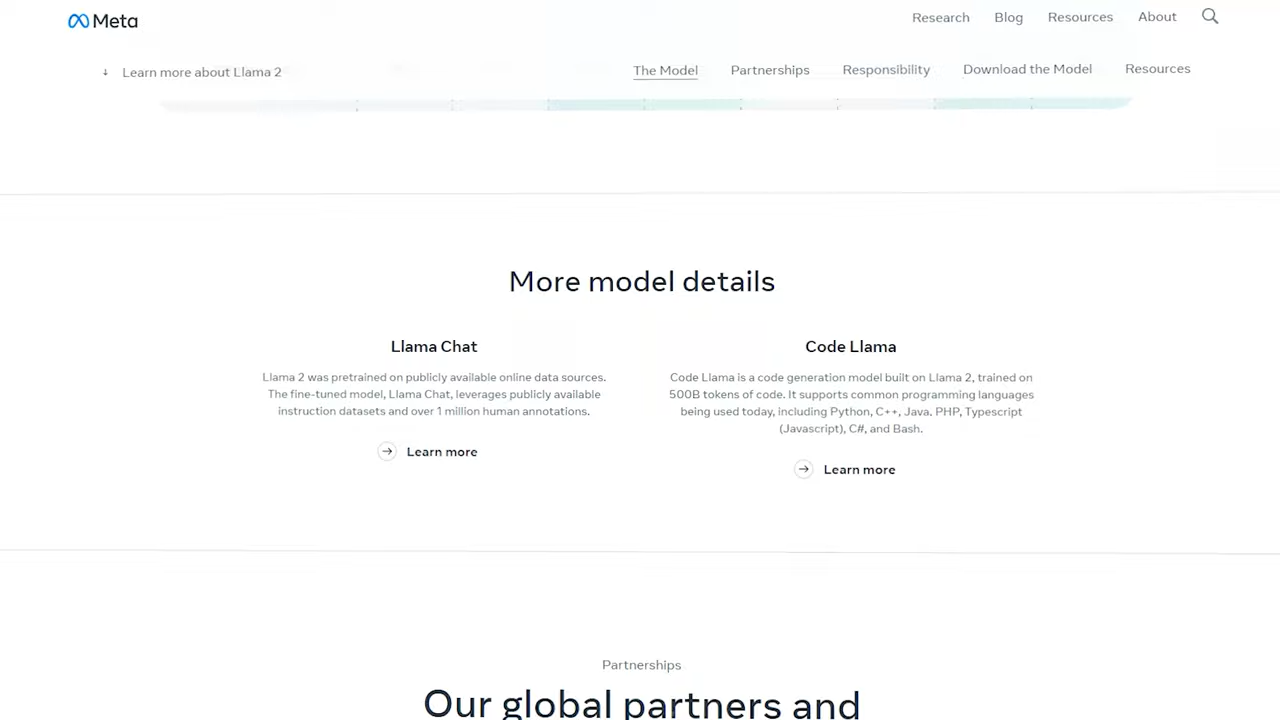 Meta
Research Blog Resources About
Learn more about Llama 2
The Model Partnerships Responsibility Download the Model Resources
More model details
Llama Chat
Llama 2 was pretrained on publicly available online data sources.
The fine-tuned model, Llama Chat, leverages publicly available
instruction datasets and over 1 million human annotations.
Learn more
Code Llama
Code Llama is a code generation model built on Llama 2, trained on
500B tokens of code. It supports common programming languages
being used today, including Python, C++, Java, PHP, Typescript
(Javascript), C#, and Bash.
Learn more
Partnerships
Our global partners and